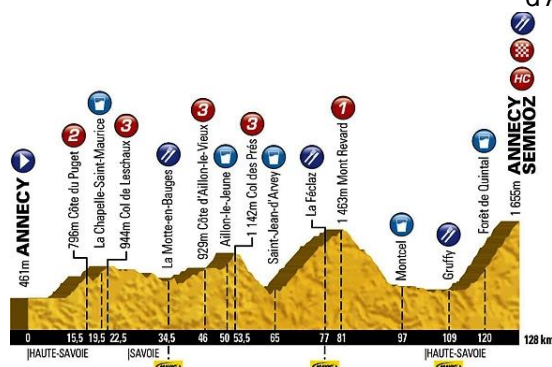 461m ANNECY
2
796m Côte du Puget
La Chapelle-Saint-Maurice
3
944m Col de Leschaux
La Motte-en-Bauges
3
929m Côte d'Aillon-le-Vieux
Aillon-le-Jeune
3
1 142m Col des Prés
Saint-Jean-d'Arvey
La Féclaz
1
1 463m Mont Revard
Montcel
Gruffy
Forêt de Quintal
HC
ANNECY
SEMNOZ
1 655m
0 15,5 19,5 22,5 34,5 46 50 53,5 65 77 81 97 109 120 128 km
|HAUTE-SAVOIE |SAVOIE |HAUTE-SAVOIE